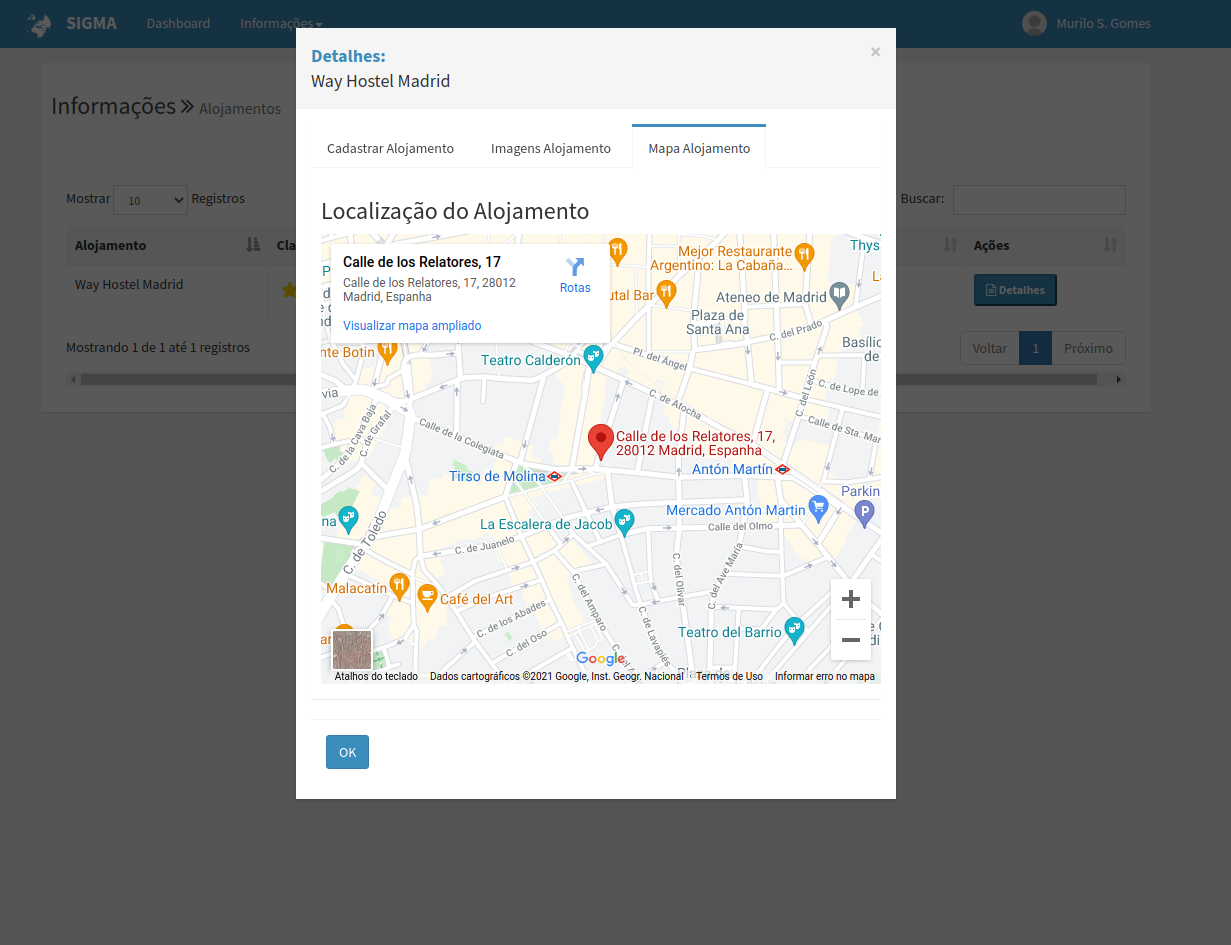 SIGMA
Dashboard
Informações
Murilo S. Gomes
Detalhes:
×
Way Hostel Madrid
Informações » Alojamentos
Cadastrar Alojamento
Imagens Alojamento
Mapa Alojamento
Mostrar 10 Registros
Buscar:
Localização do Alojamento
Alojamento
Cla
Ações
Way Hostel Madrid
Detalhes
Mostrando 1 de 1 até 1 registros
Voltar
1
Próximo
Calle de los Relatores, 17
Calle de los Relatores, 17, 28012
Madrid, Espanha
Rotas
Visualizar mapa ampliado
Mejor Restaurante
Argentino: La Cabaña...
Thys
utal Bar
Ateneo de Madrid
Plaza de
Santa Ana
C. del Prado
Basílic
de
nte Botin
Teatro Calderón
Pl. del Ángel
C. del León
C. de Lope de
via
C. de Atocha
C. de la Cava Baja
C. de Grafal
Calle de la Colegiata
Calle de Sta. Mar
Calle de los Relatores, 17,
28012 Madrid, Espanha
Tirso de Molina
Antón Martín
Parkin
Mercado Antón Martin
na
La Escalera de Jacob
Calle del Olmo
C. de Toledo
C. de Juanelo
C. del Olivar
C. del Ave María
Malacatín
Café del Art
C. del Amparo
C. de los Abades
C. de Lavapiés
C. del Oso
Teatro del Barrio
+
−
ar
Google
Atalhos do teclado
Dados cartográficos ©2021 Google, Inst. Geogr. Nacional
Termos de Uso
Informar erro no mapa
OK